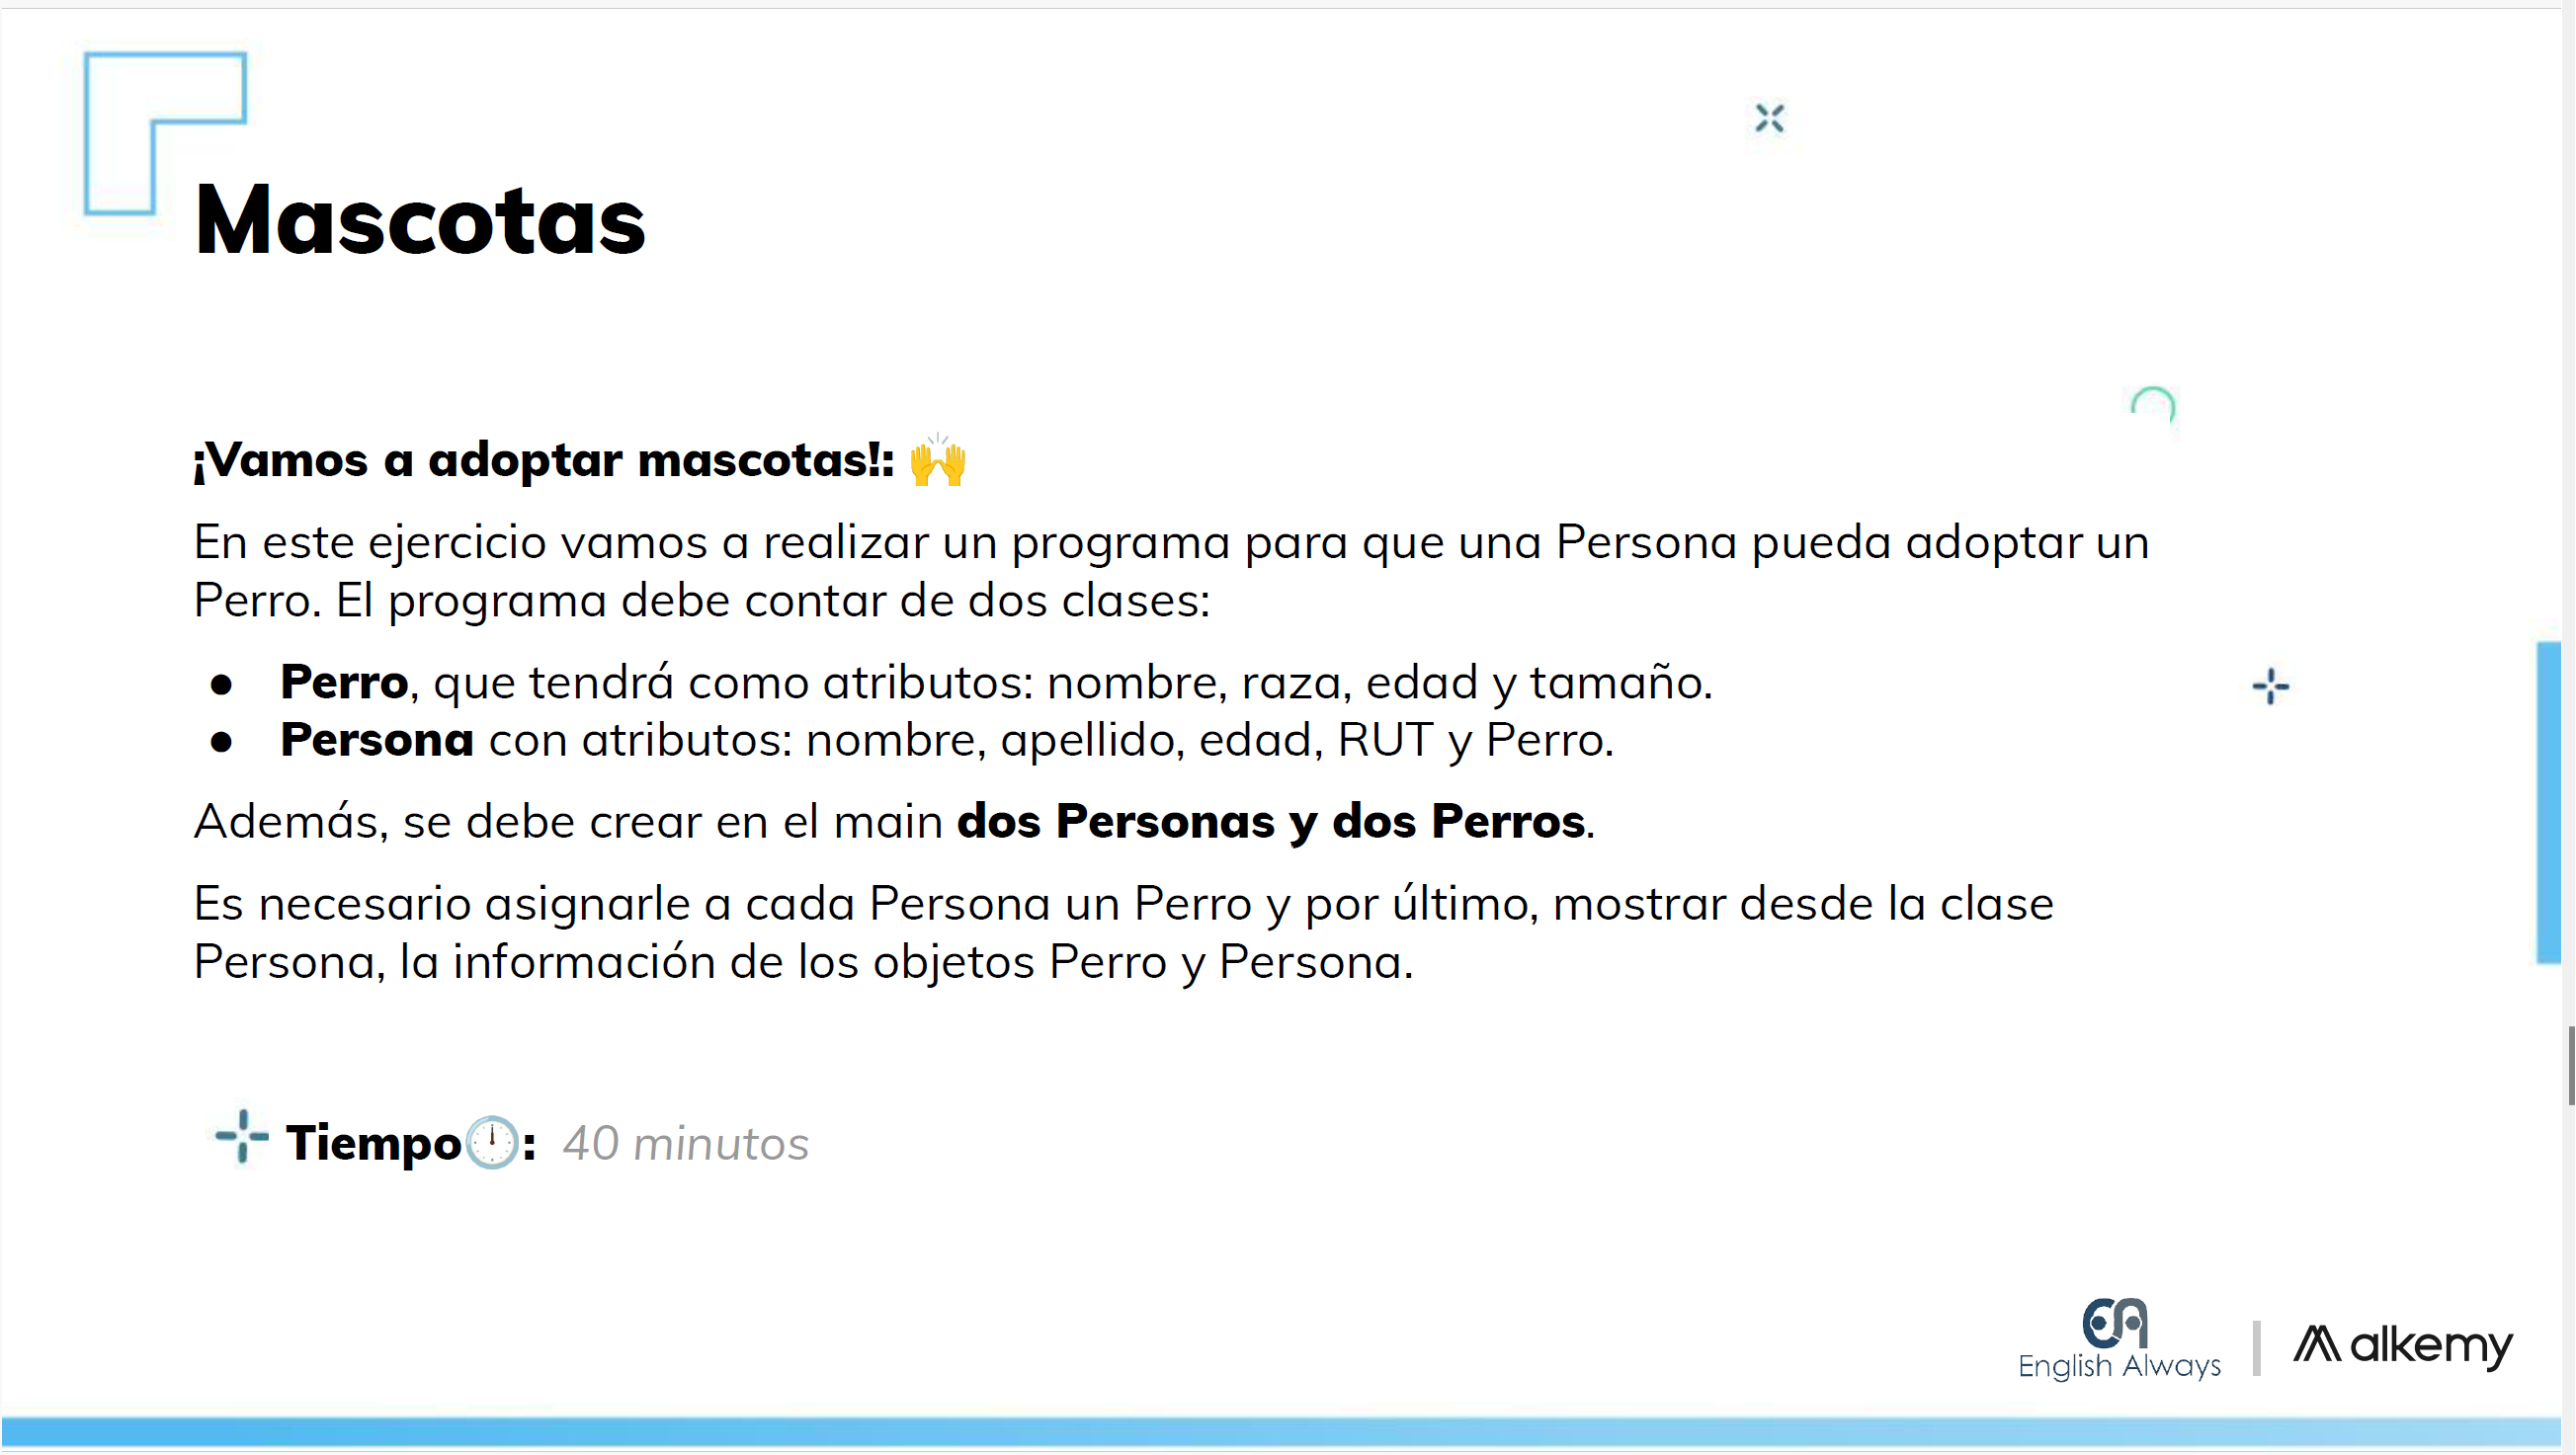 Mascotas
¡Vamos a adoptar mascotas!: 🙌
En este ejercicio vamos a realizar un programa para que una Persona pueda adoptar un
Perro. El programa debe contar de dos clases:
● Perro, que tendrá como atributos: nombre, raza, edad y tamaño.
● Persona con atributos: nombre, apellido, edad, RUT y Perro.
Además, se debe crear en el main dos Personas y dos Perros.
Es necesario asignarle a cada Persona un Perro y por último, mostrar desde la clase
Persona, la información de los objetos Perro y Persona.
Tiempo🕛: 40 minutos
English Always
alkemy